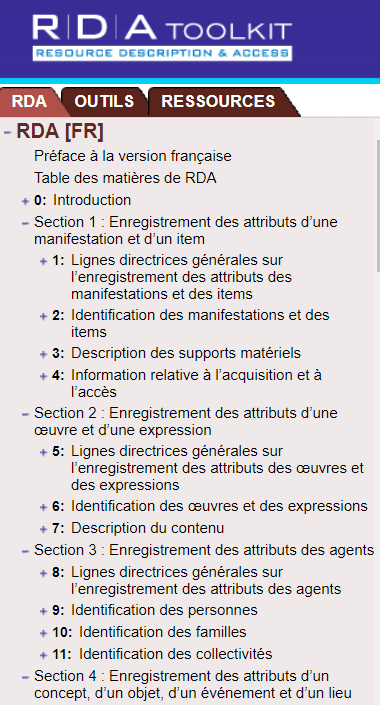 R|D|A TOOLKIT
RESOURCE DESCRIPTION & ACCESS
RDA OUTILS RESSOURCES
- RDA [FR]
Préface à la version française
Table des matières de RDA
+ 0: Introduction
- Section 1 : Enregistrement des attributs d’une
manifestation et d’un item
+ 1: Lignes directrices générales sur
l’enregistrement des attributs des
manifestations et des items
+ 2: Identification des manifestations et des
items
+ 3: Description des supports matériels
+ 4: Information relative à l’acquisition et à
l’accès
- Section 2 : Enregistrement des attributs d’une
œuvre et d’une expression
+ 5: Lignes directrices générales sur
l’enregistrement des attributs des œuvres et
des expressions
+ 6: Identification des œuvres et des expressions
+ 7: Description du contenu
- Section 3 : Enregistrement des attributs des agents
+ 8: Lignes directrices générales sur
l’enregistrement des attributs des agents
+ 9: Identification des personnes
+ 10: Identification des familles
+ 11: Identification des collectivités
- Section 4 : Enregistrement des attributs d’un
concept, d’un objet, d’un événement et d’un lieu